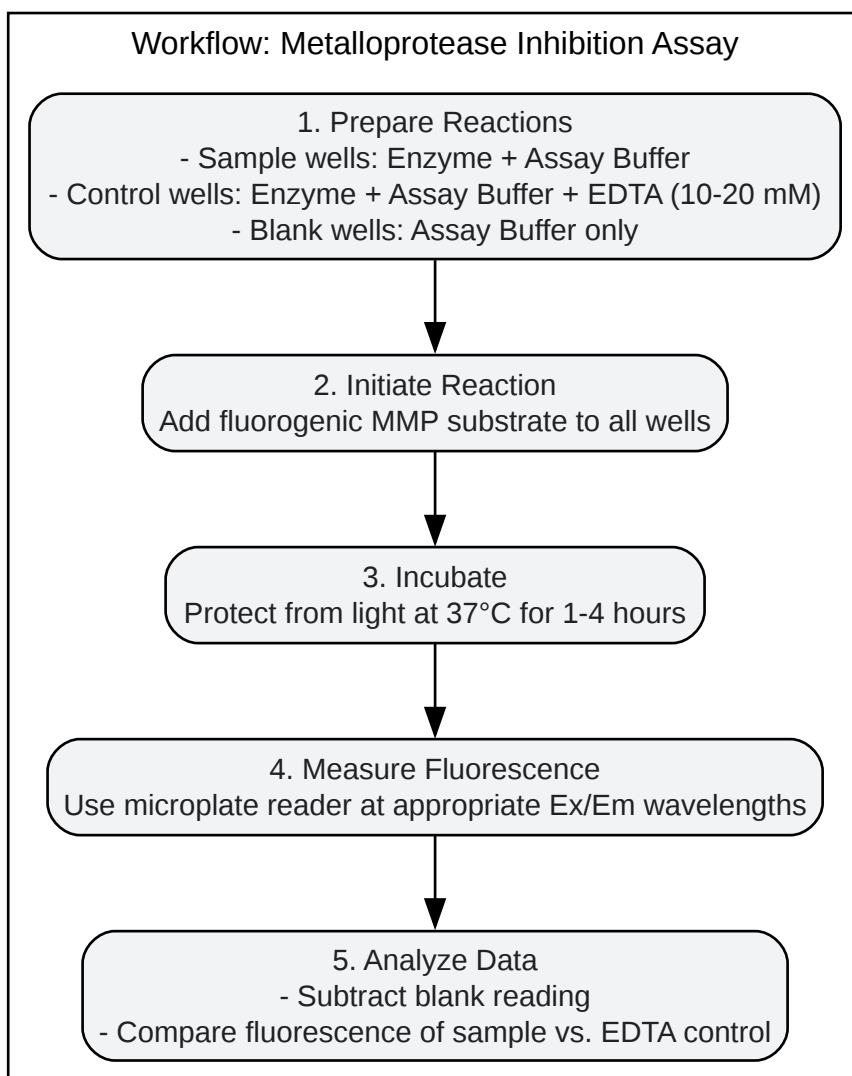 Workflow: Metalloprotease Inhibition Assay
1. Prepare Reactions
- Sample wells: Enzyme + Assay Buffer
- Control wells: Enzyme + Assay Buffer + EDTA (10-20 mM)
- Blank wells: Assay Buffer only
2. Initiate Reaction
Add fluorogenic MMP substrate to all wells
3. Incubate
Protect from light at 37°C for 1-4 hours
4. Measure Fluorescence
Use microplate reader at appropriate Ex/Em wavelengths
5. Analyze Data
- Subtract blank reading
- Compare fluorescence of sample vs. EDTA control